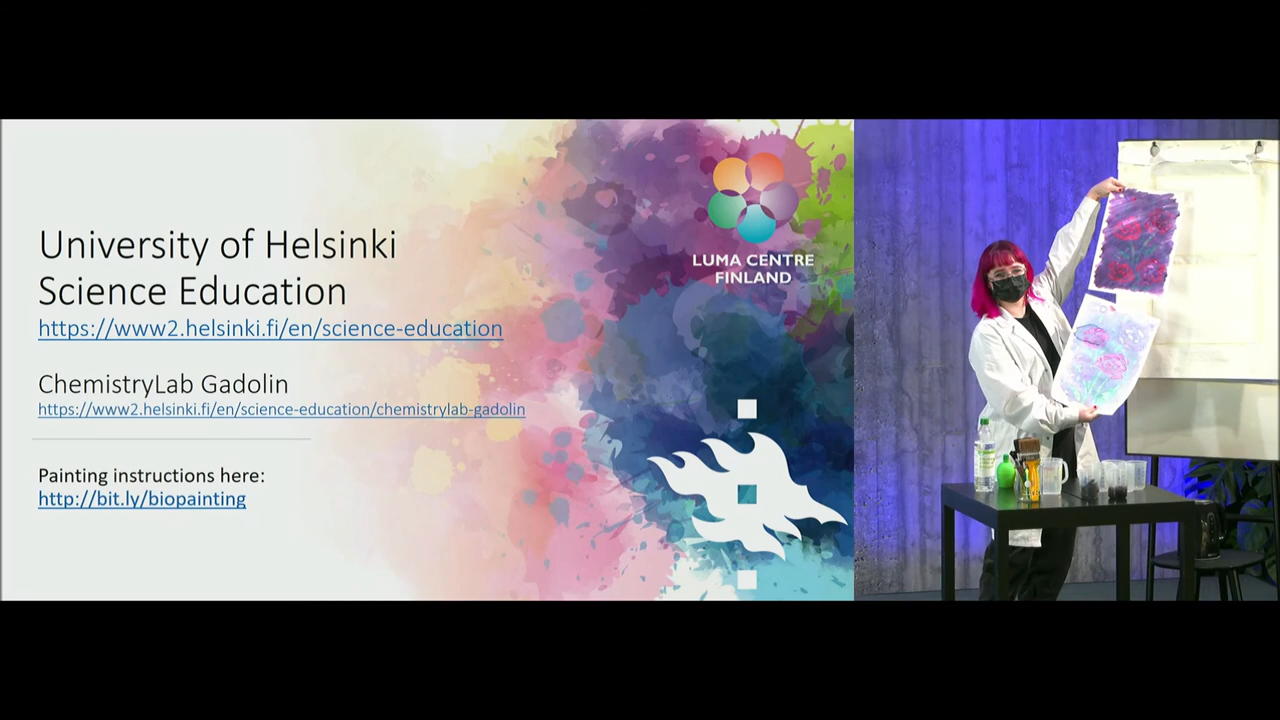 University of Helsinki
Science Education
https://www2.helsinki.fi/en/science-education
ChemistryLab Gadolin
https://www2.helsinki.fi/en/science-education/chemistrylab-gadolin
Painting instructions here:
http://bit.ly/biopainting
LUMA CENTRE
FINLAND